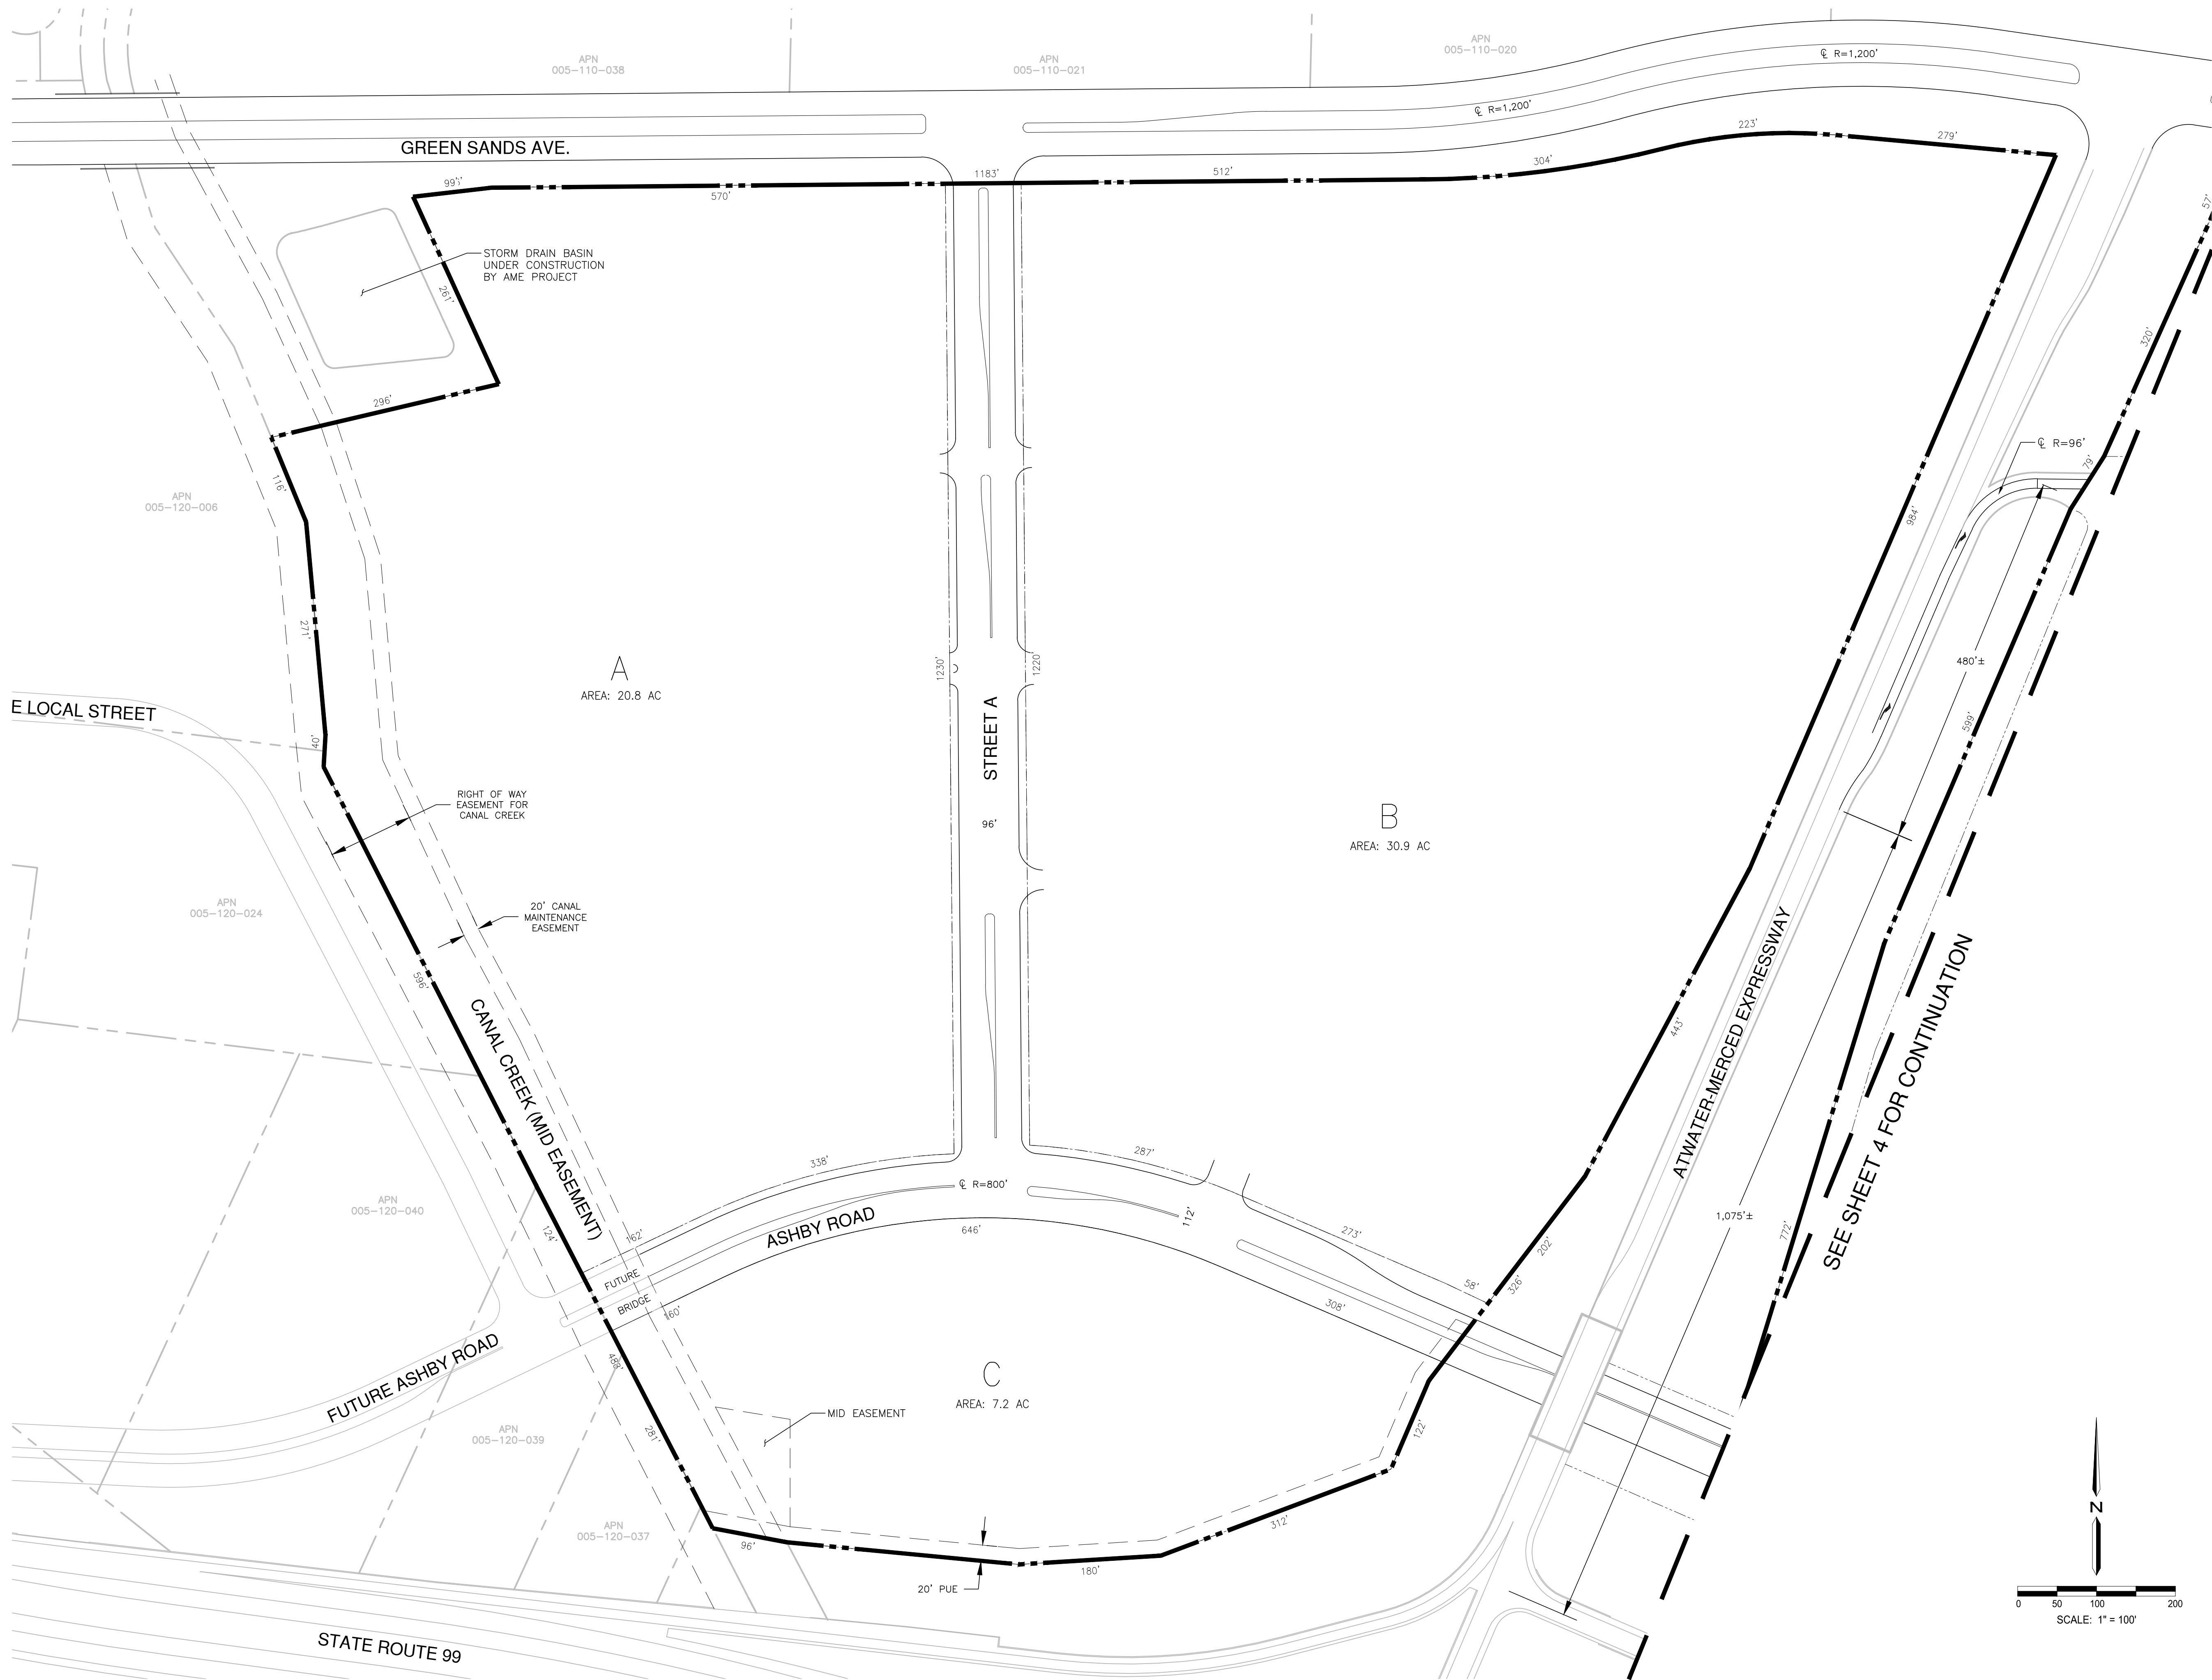 APN
005-110-038
APN
005-110-021
APN
005-110-020
℄ R=1,200'
℄ R=1,200'
GREEN SANDS AVE.
223'
279'
304'
512'
1183'
570'
57'
STORM DRAIN BASIN
UNDER CONSTRUCTION
BY AME PROJECT
261'
296'
320'
℄ R=96'
79'
116'
APN
005-120-006
984'
271'
A
AREA: 20.8 AC
1230'
1220'
480'±
E LOCAL STREET
40'
STREET A
599'
RIGHT OF WAY
EASEMENT FOR
CANAL CREEK
96'
B
AREA: 30.9 AC
APN
005-120-024
20' CANAL
MAINTENANCE
EASEMENT
596'
CANAL CREEK (MID EASEMENT)
443'
ATWATER-MERCED EXPRESSWAY
SEE SHEET 4 FOR CONTINUATION
338'
287'
℄ R=800'
APN
005-120-040
124'
162'
ASHBY ROAD
646'
112'
273'
202'
1,075'±
772'
FUTURE
BRIDGE
160'
58'
326'
308'
FUTURE ASHBY ROAD
488'
C
AREA: 7.2 AC
MID EASEMENT
281'
122'
APN
005-120-039
APN
005-120-037
96'
312'
20' PUE
180'
N
0 50 100 200
SCALE: 1" = 100'
STATE ROUTE 99